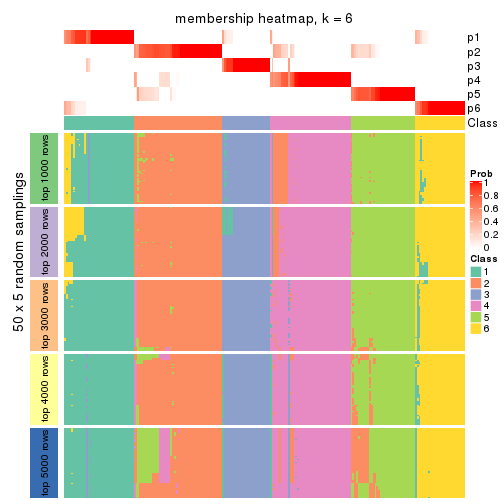 membership heatmap, k = 6
p1
p2
p3
p4
p5
p6
Class
50 x 5 random samplings
top 1000 rows
top 2000 rows
top 3000 rows
top 4000 rows
top 5000 rows
Prob
1
0.8
0.6
0.4
0.2
0
Class
1
2
3
4
5
6